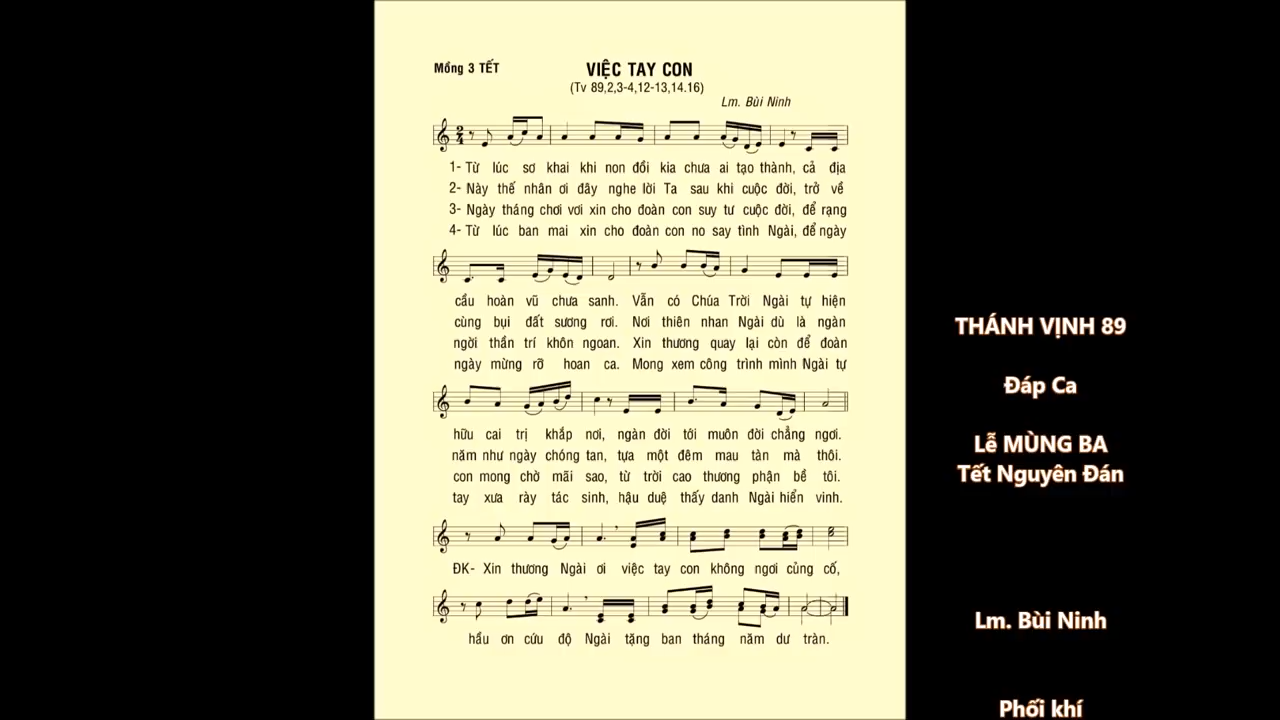 Mồng 3 TẾT
VIỆC TAY CON
(Tv 89,2,3-4,12-13,14.16)
Lm. Bùi Ninh
1- Từ lúc sơ khai khi non đồi kia chưa ai tạo thành, cả địa
2- Này thế nhân ơi đây nghe lời Ta sau khi cuộc đời, trở về
3- Ngày tháng chơi vơi xin cho đoàn con suy tư cuộc đời, để rạng
4- Từ lúc ban mai xin cho đoàn con no say tình Ngài, để ngày
cầu hoàn vũ chưa sanh. Vẫn có Chúa Trời Ngài tự hiện
cùng bụi đất sương rơi. Nơi thiên nhan Ngài dù là ngàn
ngời thần trí khôn ngoan. Xin thương quay lại còn để đoàn
ngày mừng rỡ hoan ca. Mong xem công trình mình Ngài tự
hữu cai trị khắp nơi, ngàn đời tới muôn đời chẳng ngơi.
năm như ngày chóng tan, tựa một đêm mau tàn mà thôi.
con mong chờ mãi sao, từ trời cao thương phận bề tôi.
tay xưa rày tác sinh, hậu duệ thấy danh Ngài hiển vinh.
ĐK- Xin thương Ngài ơi việc tay con không ngơi củng cố,
hầu ơn cứu độ Ngài tặng ban tháng năm dư tràn.
THÁNH VỊNH 89
Đáp Ca
Lễ MÙNG BA
Tết Nguyên Đán
Lm. Bùi Ninh
Phối khí